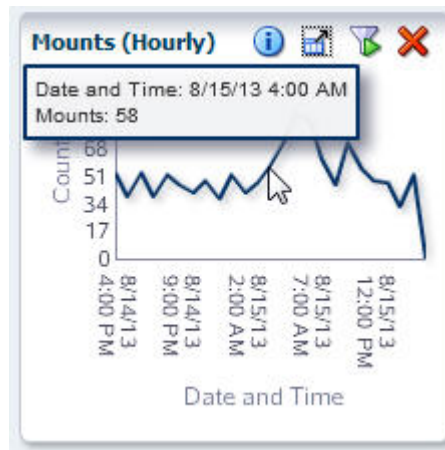 Mounts (Hourly)
Date and Time: 8/15/13 4:00 AM
Mounts: 58
68
51
34
17
0
Count
8/14/13
4:00 PM
8/14/13
9:00 PM
8/15/13
2:00 AM
8/15/13
7:00 AM
8/15/13
12:00 PM
Date and Time